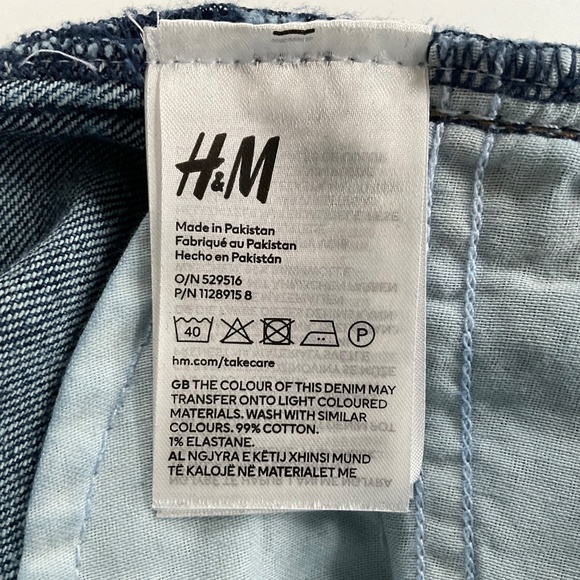 H&M
Made in Pakistan
Fabriqué au Pakistan
Hecho en Pakistán
O/N 529516
P/N 1128915 8
40 P
hm.com/takecare
GB THE COLOUR OF THIS DENIM MAY
TRANSFER ONTO LIGHT COLOURED
MATERIALS. WASH WITH SIMILAR
COLOURS. 99% COTTON.
1% ELASTANE.
AL NGJYRA E KËTIJ XHINSI MUND
TË KALOJË NË MATERIALET ME